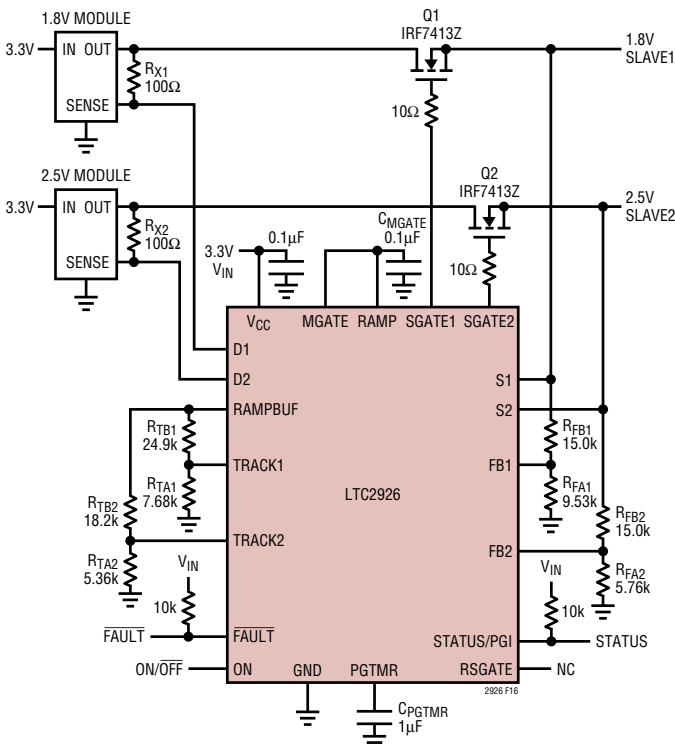 1.8V MODULE
3.3V
IN OUT
SENSE
RX1
100Ω
Q1
IRF7413Z
10Ω
1.8V
SLAVE1
2.5V MODULE
3.3V
IN OUT
SENSE
RX2
100Ω
Q2
IRF7413Z
10Ω
2.5V
SLAVE2
3.3V
VIN
0.1µF
CMGATE
0.1µF
VCC
MGATE
RAMP
SGATE1
SGATE2
D1
D2
RAMPBUF
TRACK1
TRACK2
FAULT
ON
GND
PGTMR
LTC2926
S1
S2
FB1
FB2
STATUS/PGI
RSGATE
RTB1
24.9k
RTA1
7.68k
RTB2
18.2k
RTA2
5.36k
VIN
10k
FAULT
ON/OFF
RFB1
15.0k
RFA1
9.53k
RFB2
15.0k
RFA2
5.76k
VIN
10k
STATUS
NC
2926 F16
CPGTMR
1µF